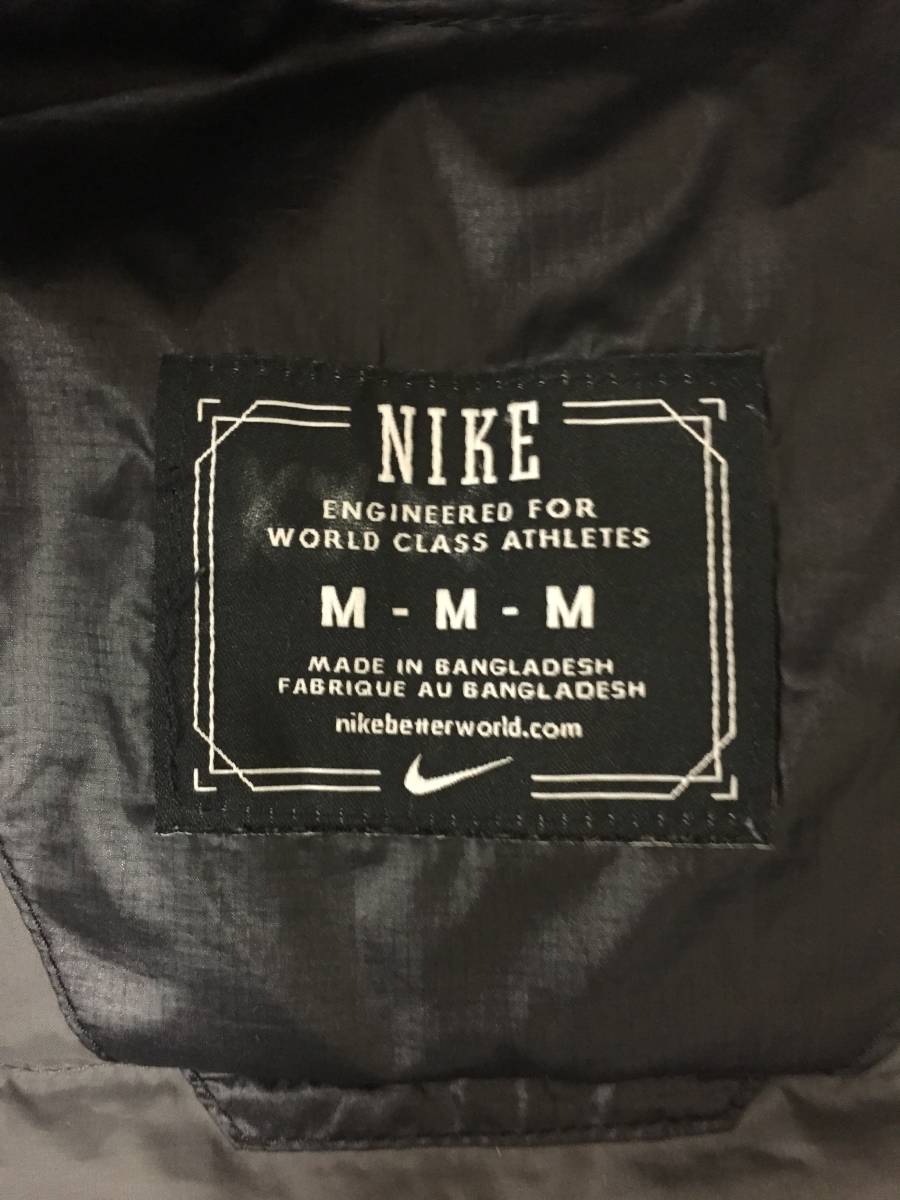 NIKE
ENGINEERED FOR
WORLD CLASS ATHLETES
M - M - M
MADE IN BANGLADESH
FABRIQUE AU BANGLADESH
nikebetterworld.com